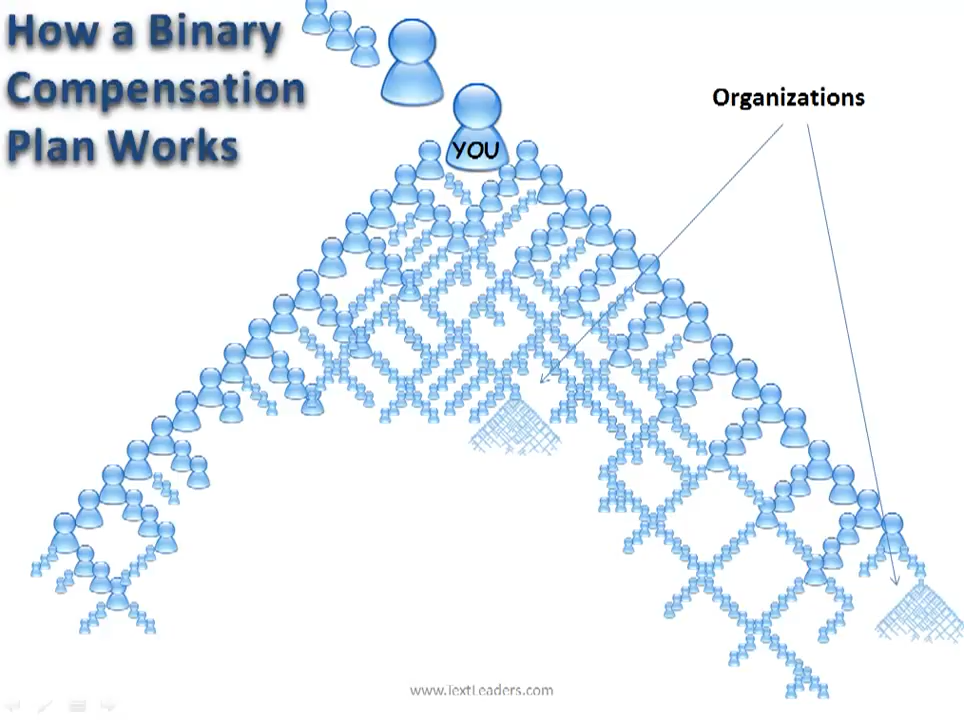 How a Binary
Compensation
Plan Works
YOU
Organizations
www.TextLeaders.com